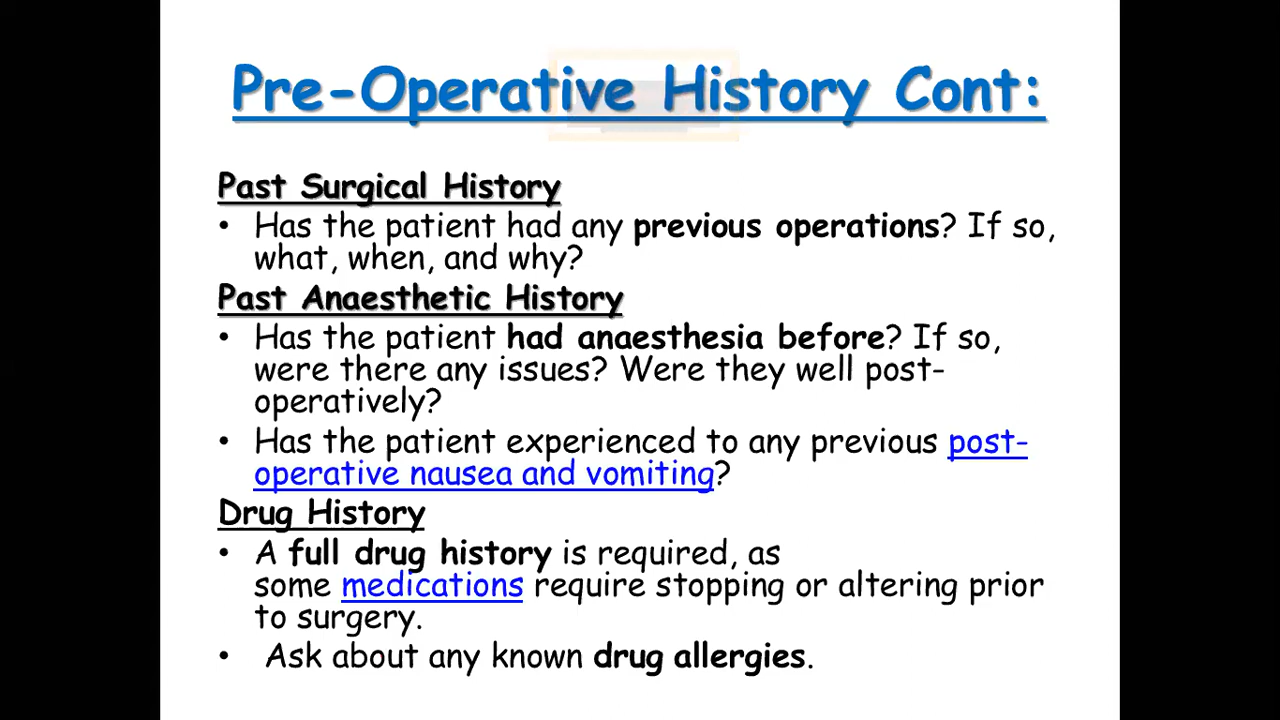 Pre-Operative History Cont:
Past Surgical History
• Has the patient had any previous operations? If so,
what, when, and why?
Past Anaesthetic History
• Has the patient had anaesthesia before? If so,
were there any issues? Were they well post-
operatively?
• Has the patient experienced to any previous post-
operative nausea and vomiting?
Drug History
• A full drug history is required, as
some medications require stopping or altering prior
to surgery.
• Ask about any known drug allergies.